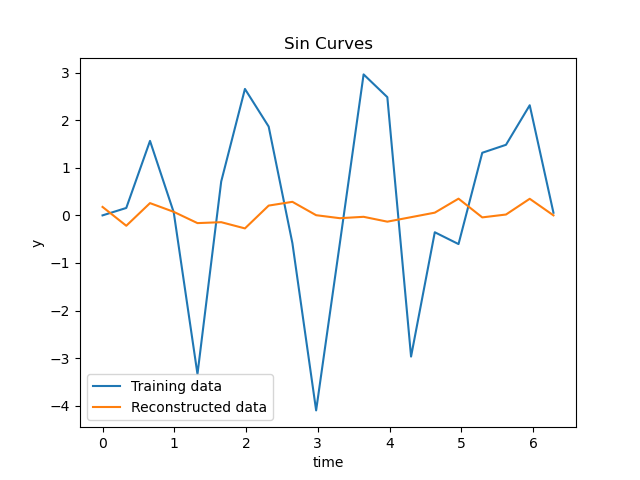 Sin Curves
y
3
2
1
0
−1
−2
−3
−4
Training data
Reconstructed data
0 1 2 3 4 5 6
time